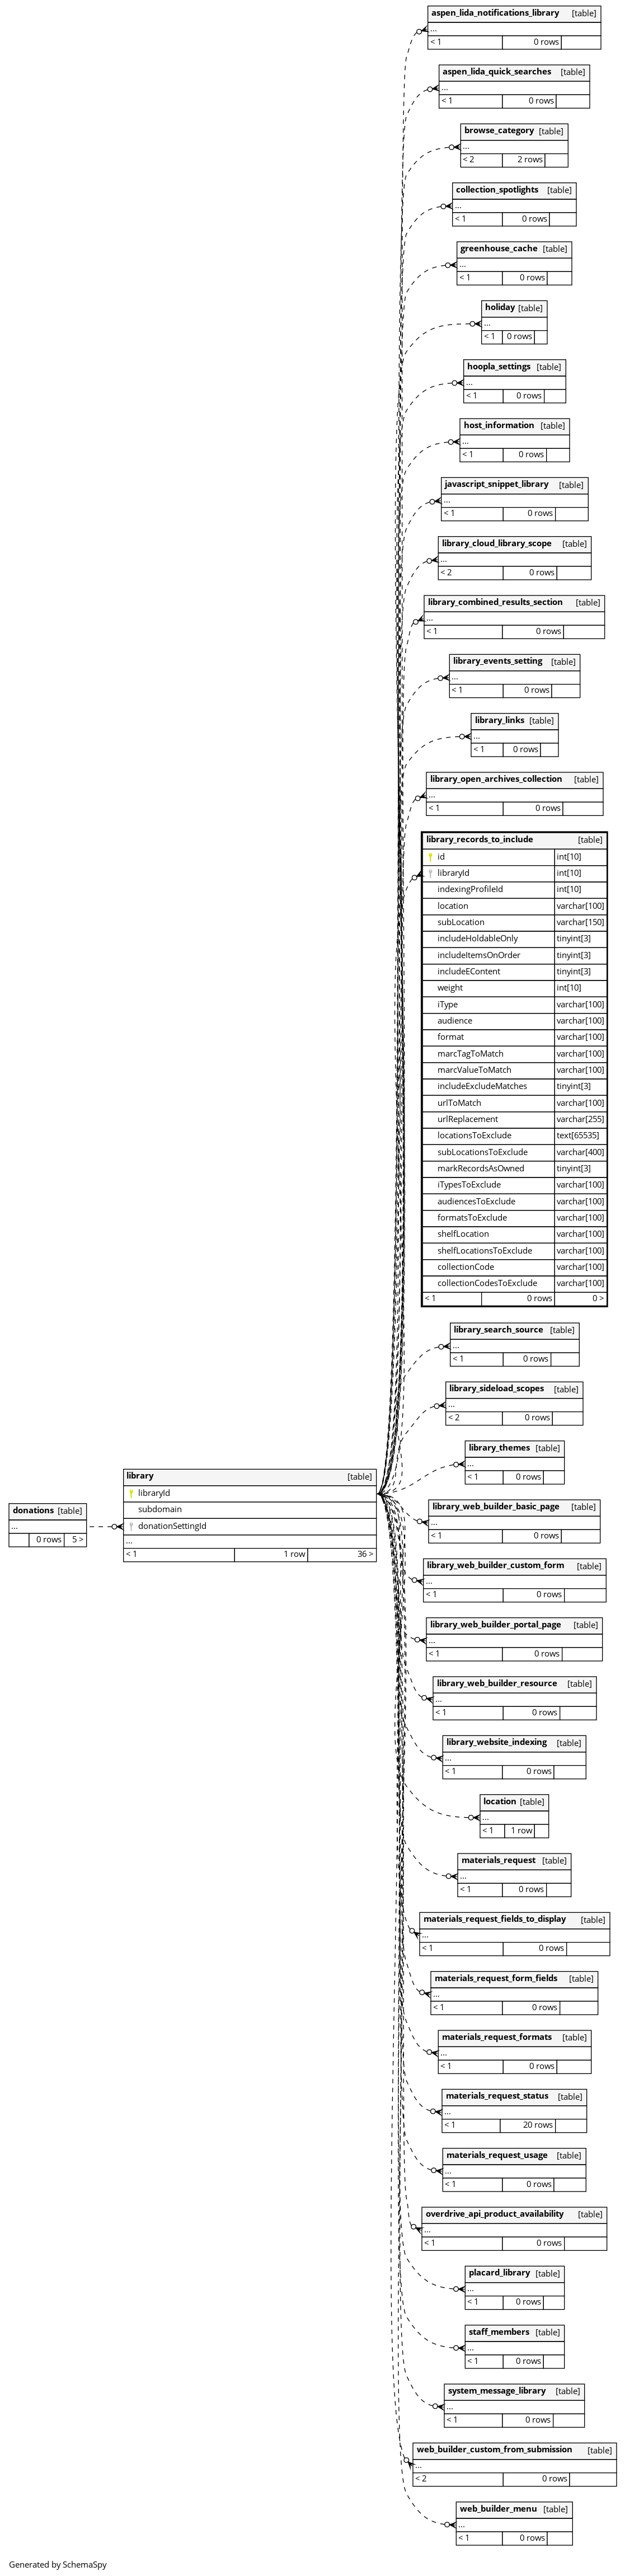 aspen_lida_notifications_library [table]
...
< 1 0 rows
aspen_lida_quick_searches [table]
...
< 1 0 rows
browse_category [table]
...
< 2 2 rows
collection_spotlights [table]
...
< 1 0 rows
greenhouse_cache [table]
...
< 1 0 rows
holiday [table]
...
< 1 0 rows
hoopla_settings [table]
...
< 1 0 rows
host_information [table]
...
< 1 0 rows
javascript_snippet_library [table]
...
< 1 0 rows
library_cloud_library_scope [table]
...
< 2 0 rows
library_combined_results_section [table]
...
< 1 0 rows
library_events_setting [table]
...
< 1 0 rows
library_links [table]
...
< 1 0 rows
library_open_archives_collection [table]
...
< 1 0 rows
library_records_to_include [table]
id int[10]
libraryId int[10]
indexingProfileId int[10]
location varchar[100]
subLocation varchar[150]
includeHoldableOnly tinyint[3]
includeItemsOnOrder tinyint[3]
includeEContent tinyint[3]
weight int[10]
iType varchar[100]
audience varchar[100]
format varchar[100]
marcTagToMatch varchar[100]
marcValueToMatch varchar[100]
includeExcludeMatches tinyint[3]
urlToMatch varchar[100]
urlReplacement varchar[255]
locationsToExclude text[65535]
subLocationsToExclude varchar[400]
markRecordsAsOwned tinyint[3]
iTypesToExclude varchar[100]
audiencesToExclude varchar[100]
formatsToExclude varchar[100]
shelfLocation varchar[100]
shelfLocationsToExclude varchar[100]
collectionCode varchar[100]
collectionCodesToExclude varchar[100]
< 1 0 rows 0 >
library_search_source [table]
...
< 1 0 rows
library_sideload_scopes [table]
...
< 2 0 rows
library_themes [table]
...
< 1 0 rows
library [table]
libraryId
subdomain
donationSettingId
...
< 1 1 row 36 >
donations [table]
...
0 rows 5 >
library_web_builder_basic_page [table]
...
< 1 0 rows
library_web_builder_custom_form [table]
...
< 1 0 rows
library_web_builder_portal_page [table]
...
< 1 0 rows
library_web_builder_resource [table]
...
< 1 0 rows
library_website_indexing [table]
...
< 1 0 rows
location [table]
...
< 1 1 row
materials_request [table]
...
< 1 0 rows
materials_request_fields_to_display [table]
...
< 1 0 rows
materials_request_form_fields [table]
...
< 1 0 rows
materials_request_formats [table]
...
< 1 0 rows
materials_request_status [table]
...
< 1 20 rows
materials_request_usage [table]
...
< 1 0 rows
overdrive_api_product_availability [table]
...
< 1 0 rows
placard_library [table]
...
< 1 0 rows
staff_members [table]
...
< 1 0 rows
system_message_library [table]
...
< 1 0 rows
web_builder_custom_from_submission [table]
...
< 2 0 rows
web_builder_menu [table]
...
< 1 0 rows
Generated by SchemaSpy